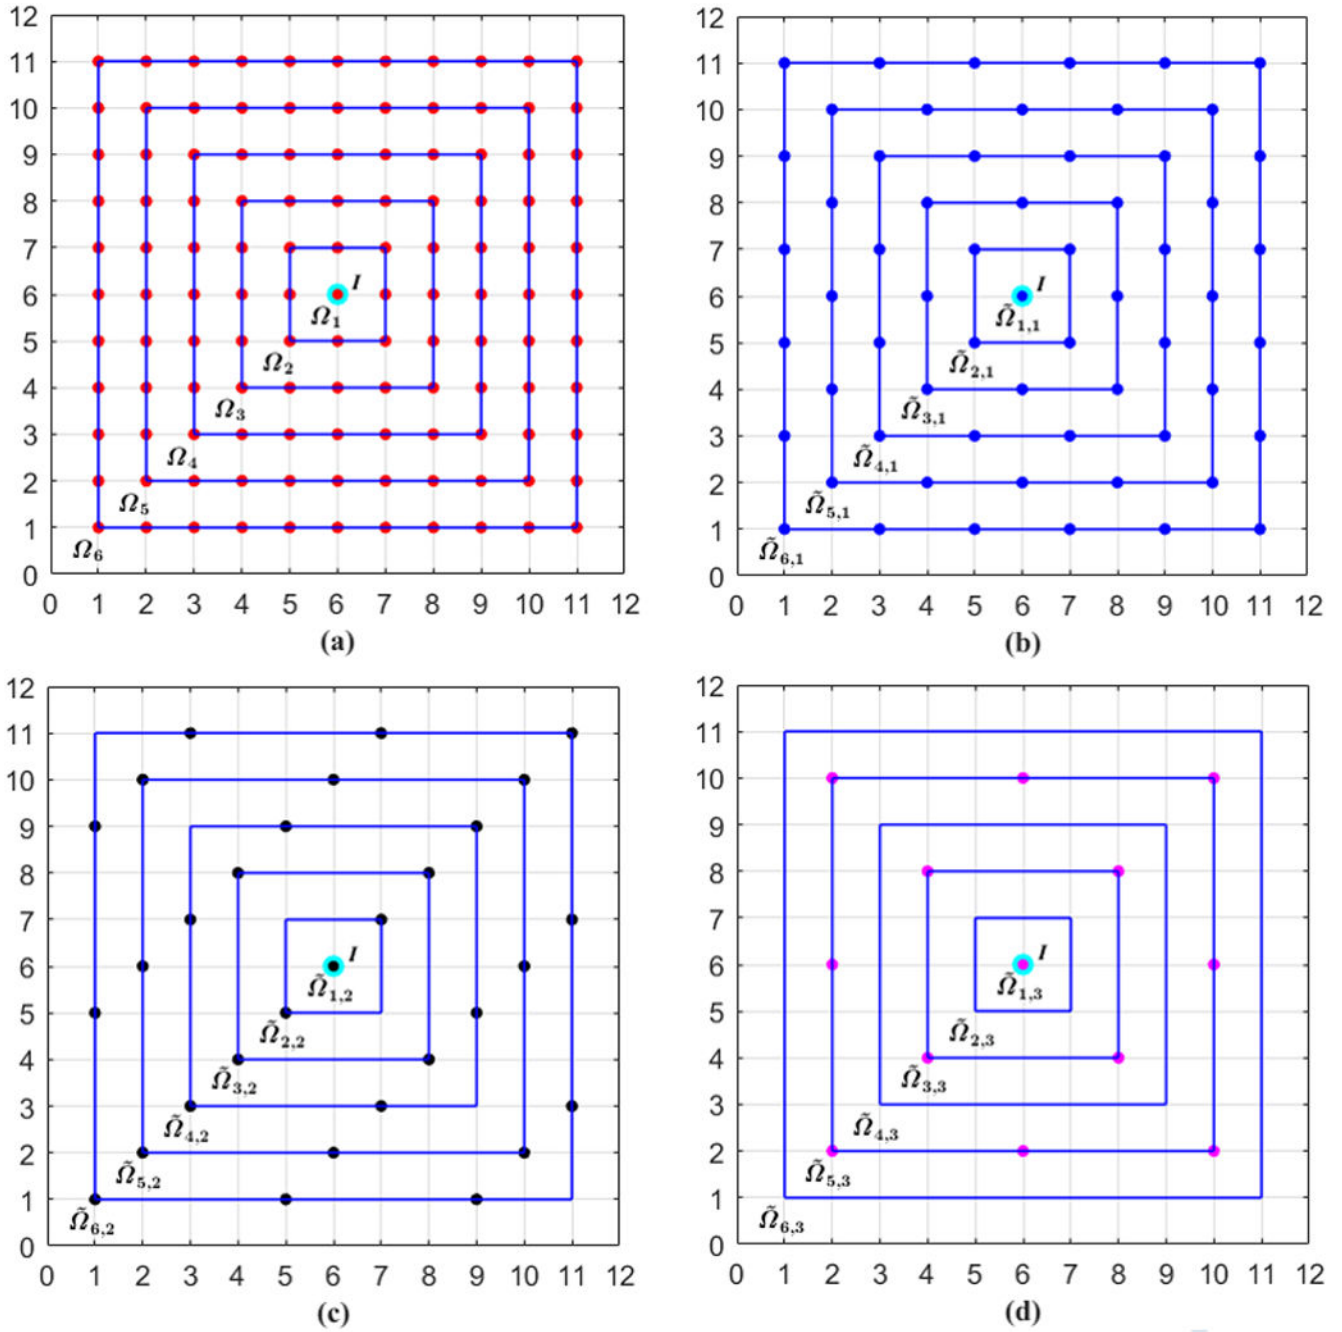 12
11
10
9
8
7
6
5
4
3
2
1
0
I
Ω₁
Ω₂
Ω₃
Ω₄
Ω₅
Ω₆
0 1 2 3 4 5 6 7 8 9 10 11 12
(a)
12
11
10
9
8
7
6
5
4
3
2
1
0
I
Ω̃₁,₁
Ω̃₂,₁
Ω̃₃,₁
Ω̃₄,₁
Ω̃₅,₁
Ω̃₆,₁
0 1 2 3 4 5 6 7 8 9 10 11 12
(b)
12
11
10
9
8
7
6
5
4
3
2
1
0
I
Ω̃₁,₂
Ω̃₂,₂
Ω̃₃,₂
Ω̃₄,₂
Ω̃₅,₂
Ω̃₆,₂
0 1 2 3 4 5 6 7 8 9 10 11 12
(c)
12
11
10
9
8
7
6
5
4
3
2
1
0
I
Ω̃₁,₃
Ω̃₂,₃
Ω̃₃,₃
Ω̃₄,₃
Ω̃₅,₃
Ω̃₆,₃
0 1 2 3 4 5 6 7 8 9 10 11 12
(d)